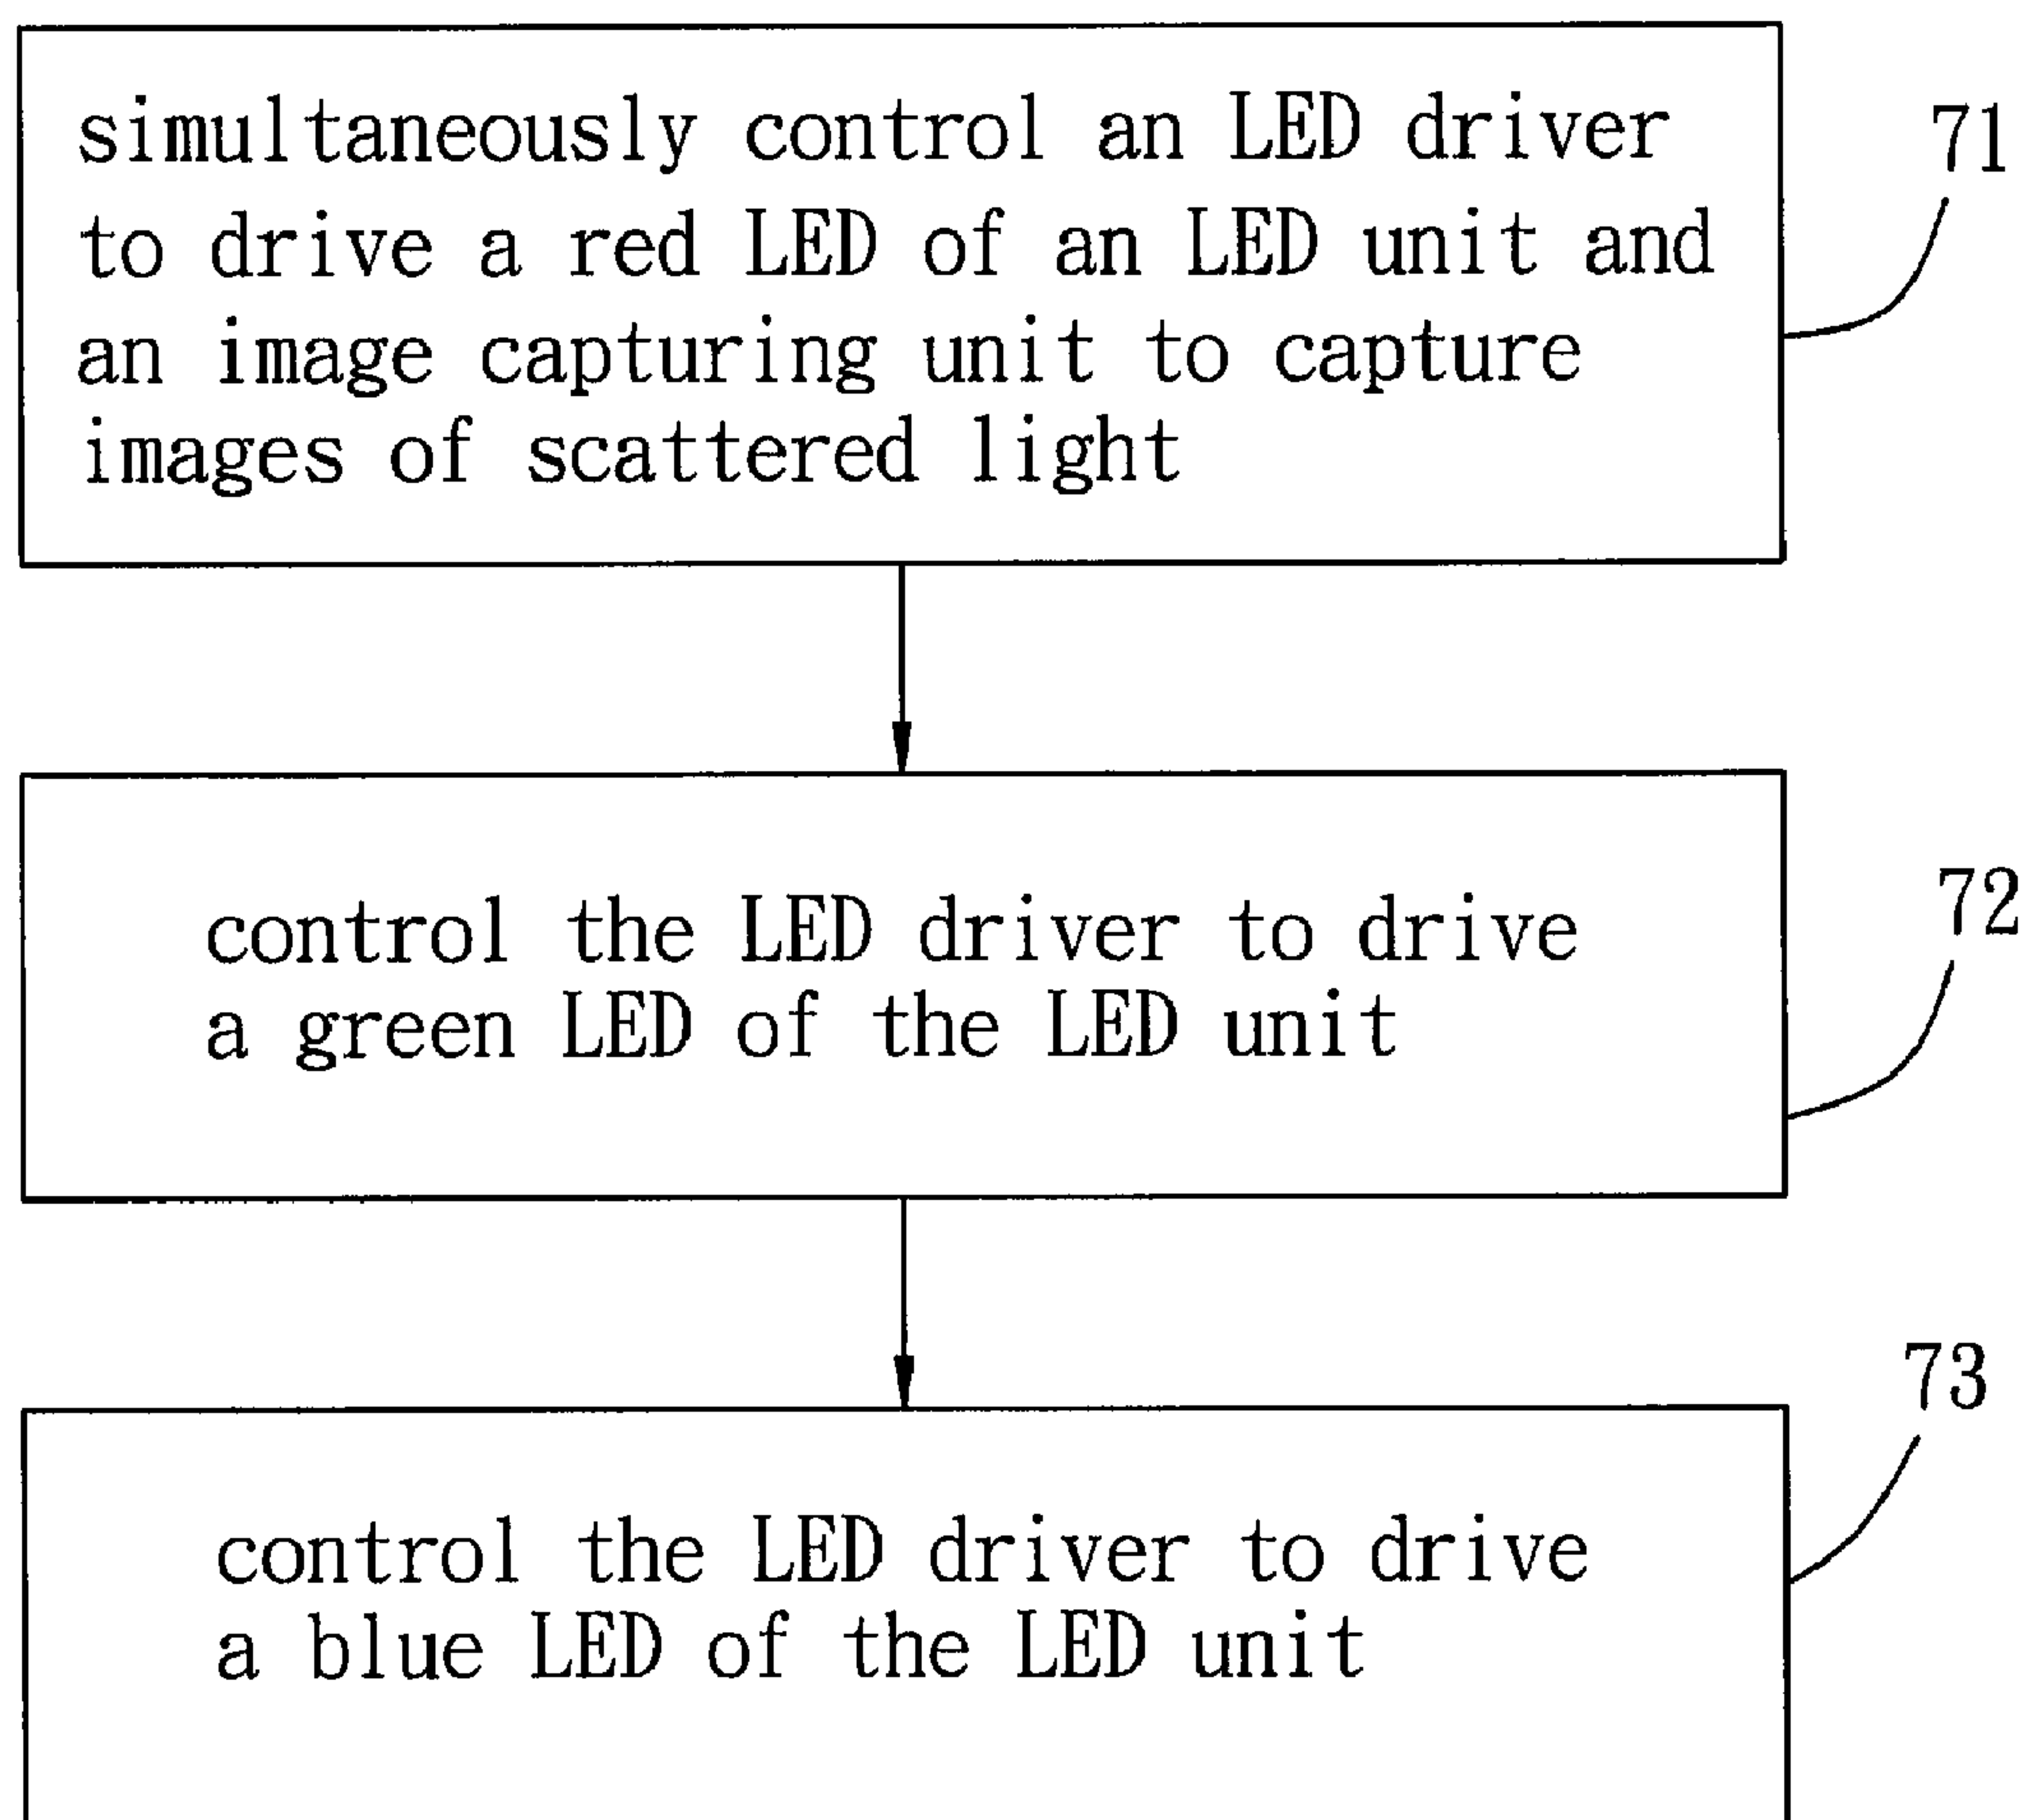 simultaneously control an LED driver
to drive a red LED of an LED unit and
an image capturing unit to capture
images of scattered light
71
control the LED driver to drive
a green LED of the LED unit
72
control the LED driver to drive
a blue LED of the LED unit
73